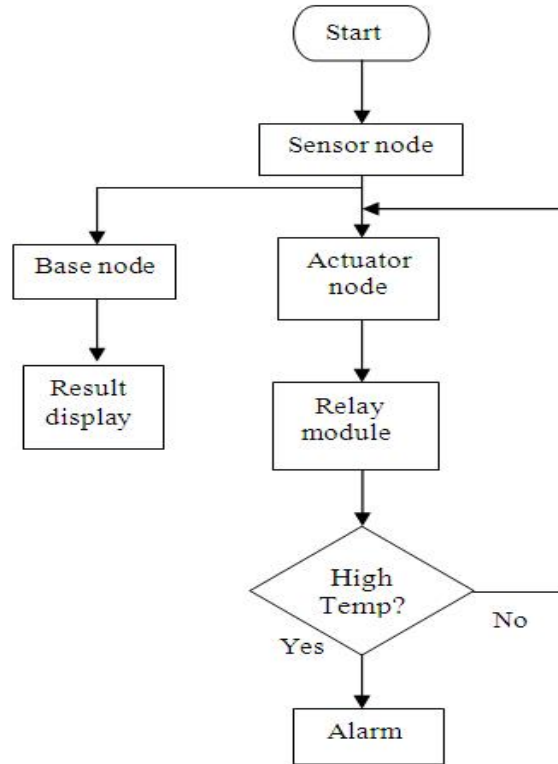 Start
Sensor node
Base node
Actuator
node
Result
display
Relay
module
High
Temp?
Yes
No
Alarm